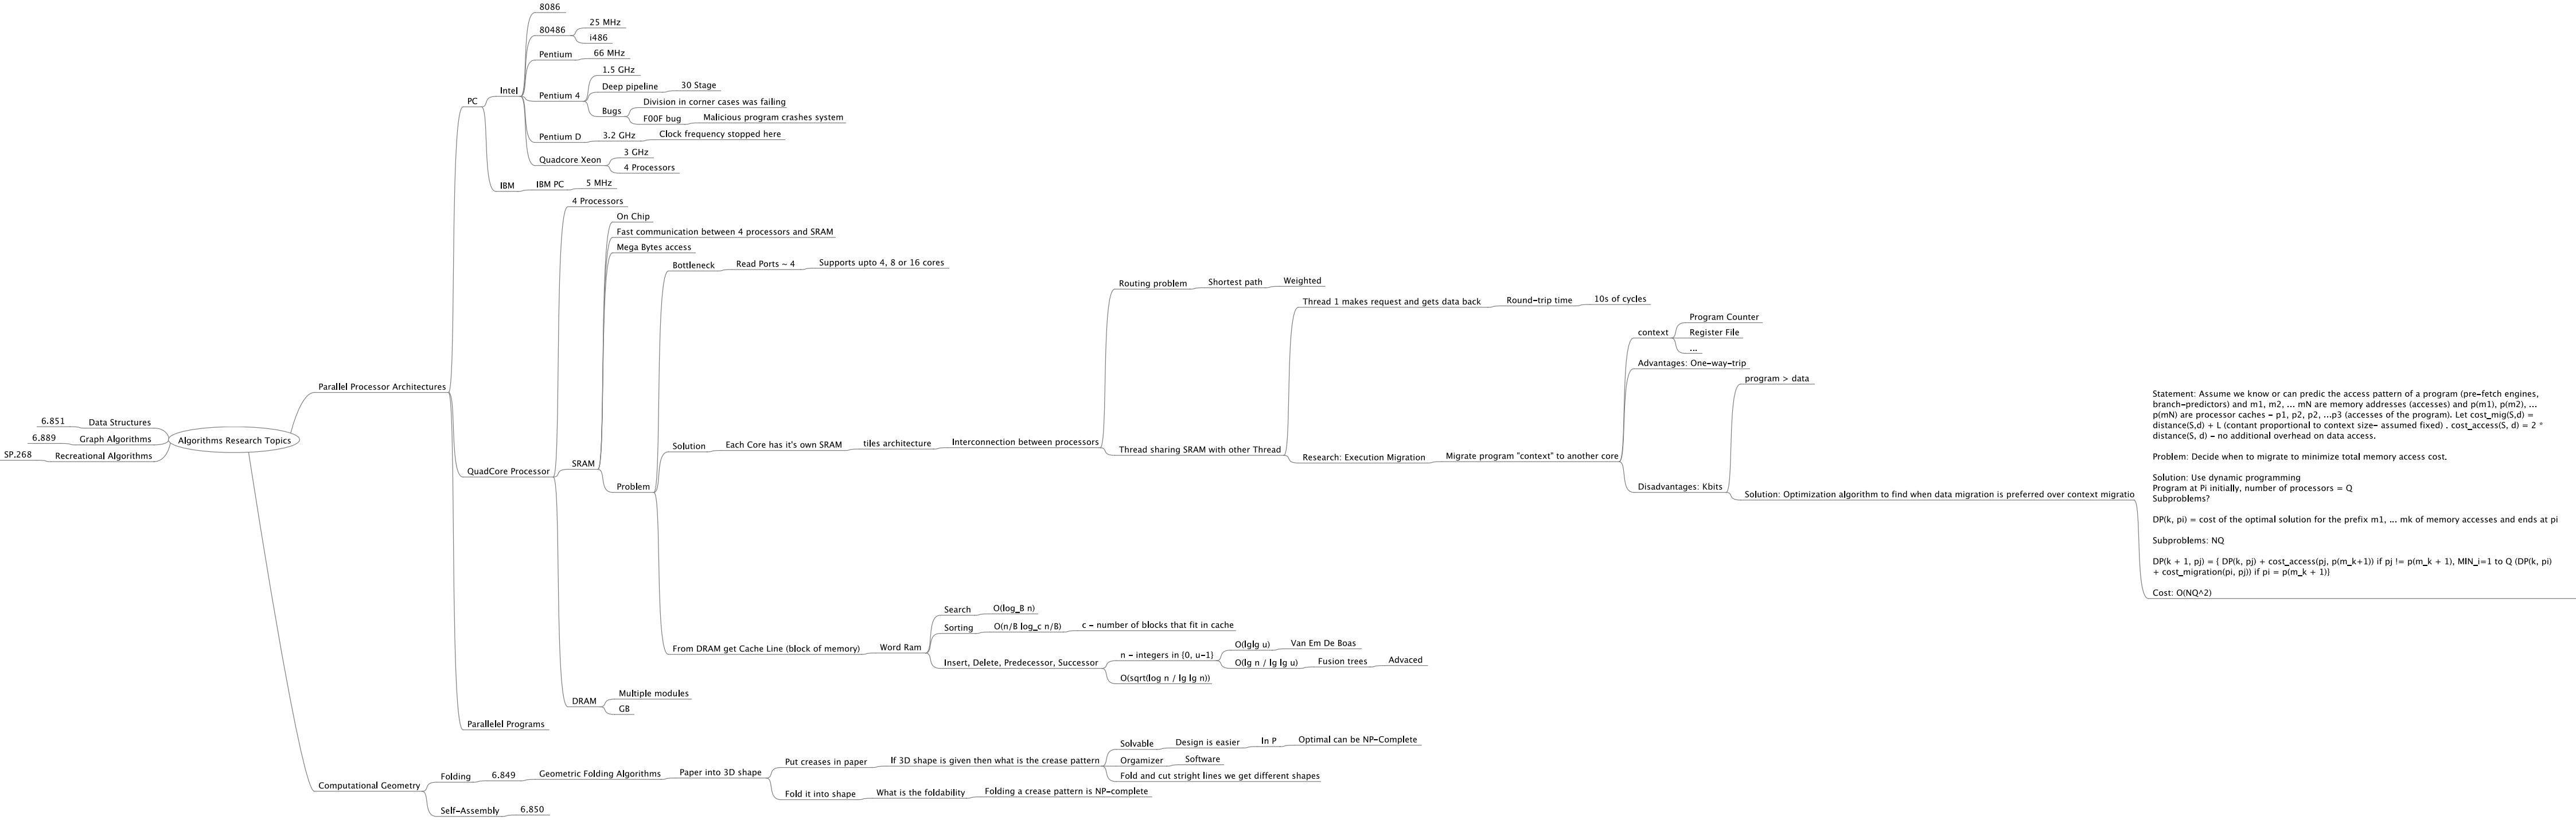 Algorithms Research Topics
Data Structures
6.851
Graph Algorithms
6.889
Recreational Algorithms
SP.268
Parallel Processor Architectures
PC
Intel
8086
80486
25 MHz
i486
Pentium
66 MHz
Pentium 4
1.5 GHz
Deep pipeline
30 Stage
Bugs
Division in corner cases was failing
F00F bug
Malicious program crashes system
Pentium D
3.2 GHz
Clock frequency stopped here
Quadcore Xeon
3 GHz
4 Processors
IBM
IBM PC
5 MHz
QuadCore Processor
4 Processors
SRAM
On Chip
Fast communication between 4 processors and SRAM
Mega Bytes access
Problem
Bottleneck
Read Ports ~ 4
Supports upto 4, 8 or 16 cores
Solution
Each Core has it's own SRAM
tiles architecture
Interconnection between processors
Routing problem
Shortest path
Weighted
Thread sharing SRAM with other Thread
Thread 1 makes request and gets data back
Round-trip time
10s of cycles
Research: Execution Migration
Migrate program "context" to another core
context
Program Counter
Register File
...
Advantages: One-way-trip
Disadvantages: Kbits
program > data
Solution: Optimization algorithm to find when data migration is preferred over context migratio
Statement: Assume we know or can predic the access pattern of a program (pre-fetch engines,
branch-predictors) and m1, m2, ... mN are memory addresses (accesses) and p(m1), p(m2), ...
p(mN) are processor caches - p1, p2, p2, ...p3 (accesses of the program). Let cost_mig(S,d) =
distance(S,d) + L (contant proportional to context size- assumed fixed) . cost_access(S, d) = 2 *
distance(S, d) - no additional overhead on data access.
Problem: Decide when to migrate to minimize total memory access cost.
Solution: Use dynamic programming
Program at Pi initially, number of processors = Q
Subproblems?
DP(k, pi) = cost of the optimal solution for the prefix m1, ... mk of memory accesses and ends at pi
Subproblems: NQ
DP(k + 1, pj) = { DP(k, pj) + cost_access(pj, p(m_k+1)) if pj != p(m_k + 1), MIN_i=1 to Q (DP(k, pi)
+ cost_migration(pi, pj)) if pi = p(m_k + 1)}
Cost: O(NQ^2)
From DRAM get Cache Line (block of memory)
Word Ram
Search
O(log_B n)
Sorting
O(n/B log_c n/B)
c - number of blocks that fit in cache
Insert, Delete, Predecessor, Successor
n - integers in {0, u-1}
O(lglg u)
Van Em De Boas
O(lg n / lg lg u)
Fusion trees
Advaced
O(sqrt(log n / lg lg n))
DRAM
Multiple modules
GB
Parallelel Programs
Computational Geometry
Folding
6.849
Geometric Folding Algorithms
Paper into 3D shape
Put creases in paper
If 3D shape is given then what is the crease pattern
Solvable
Design is easier
In P
Optimal can be NP-Complete
Orgamizer
Software
Fold and cut stright lines we get different shapes
Fold it into shape
What is the foldability
Folding a crease pattern is NP-complete
Self-Assembly
6.850